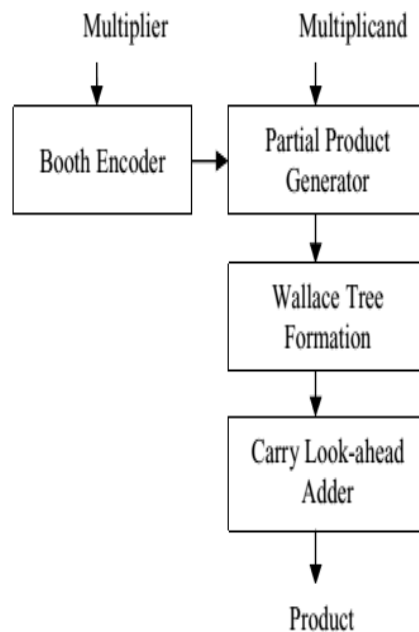 Multiplier
Multiplicand
Booth Encoder
Partial Product
Generator
Wallace Tree
Formation
Carry Look-ahead
Adder
Product